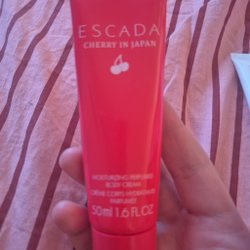 ESCADA
CHERRY IN JAPAN
MOISTURIZING PERFUMED
BODY CREAM
CRÈME CORPS HYDRATANTE
PARFUMÉE
50ml 1.6 FL.OZ